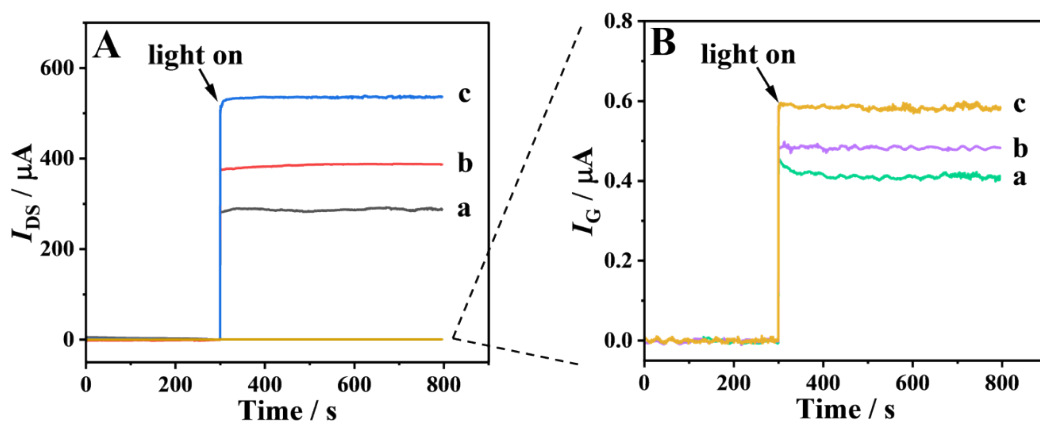 A
light on
c
b
a
600
400
200
0
I_DS / μA
0 200 400 600 800
Time / s
B
light on
c
b
a
0.8
0.6
0.4
0.2
0.0
I_G / μA
0 200 400 600 800
Time / s